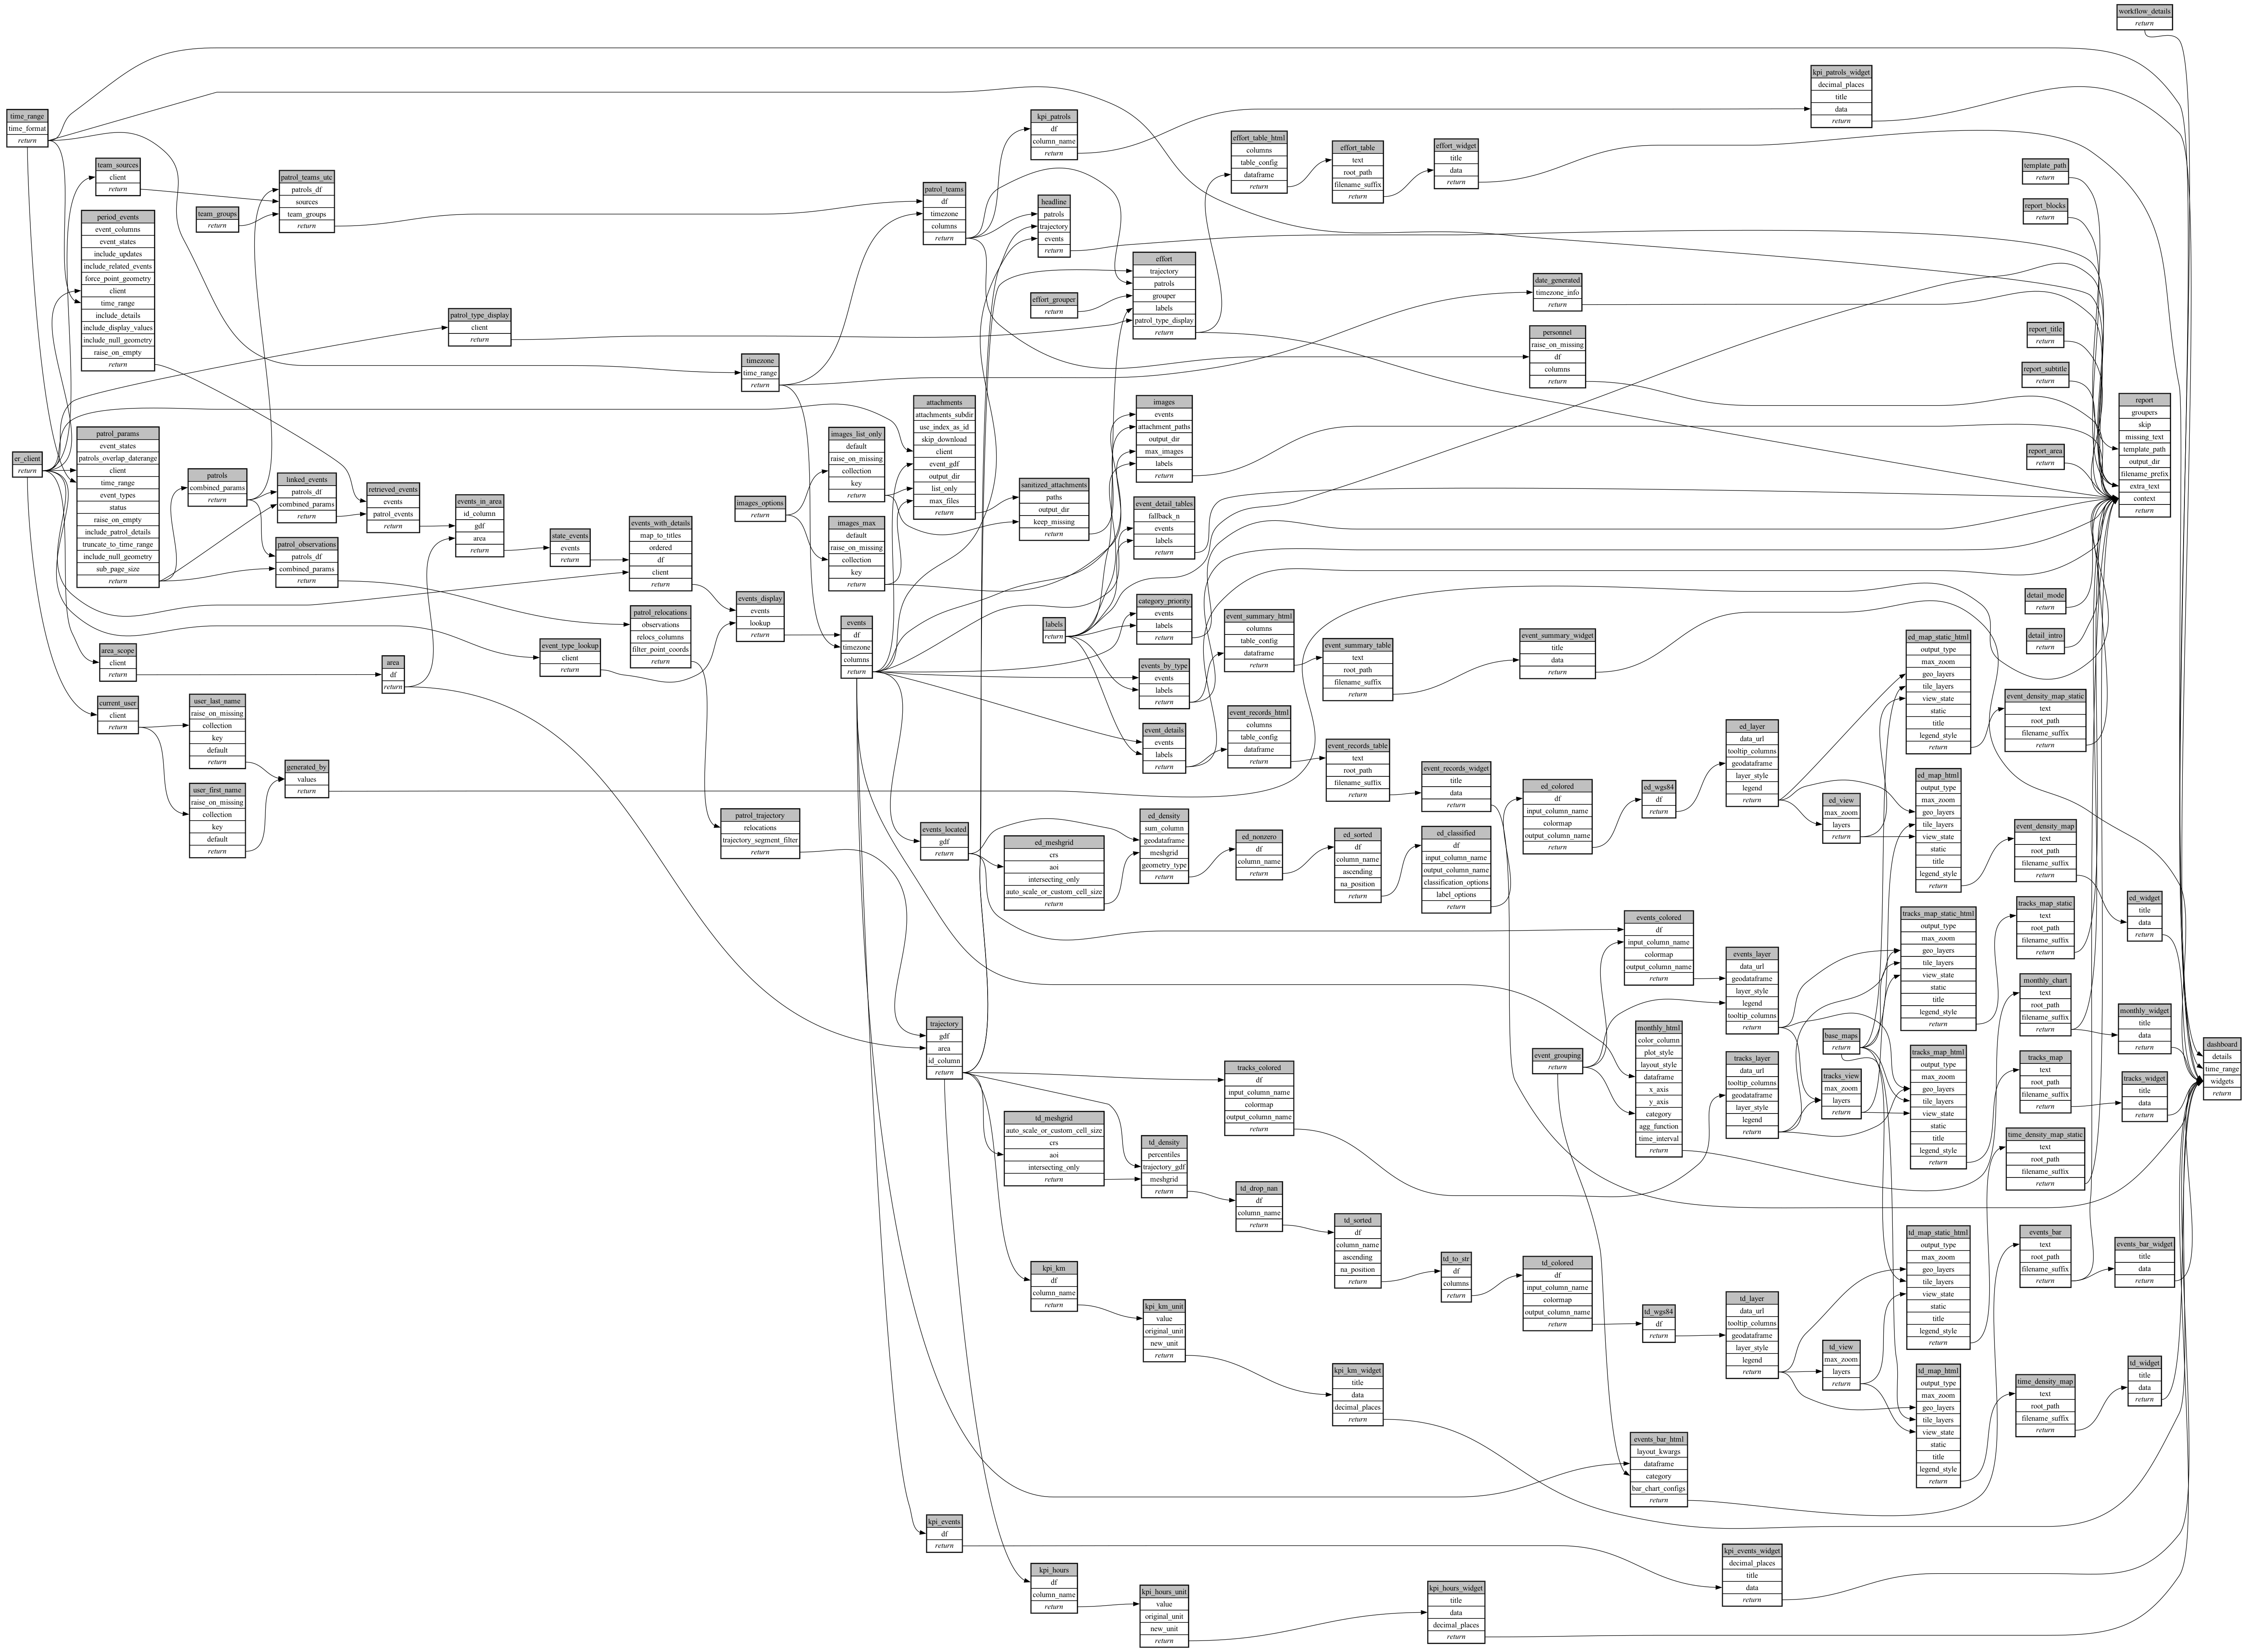 workflow_details
return
time_range
time_format
return
team_sources
client
return
period_events
event_columns
event_states
include_updates
include_related_events
force_point_geometry
client
time_range
include_details
include_display_values
include_null_geometry
raise_on_empty
return
team_groups
return
patrol_teams_utc
patrols_df
sources
team_groups
return
patrol_type_display
client
return
er_client
return
patrol_params
event_states
patrols_overlap_daterange
client
time_range
event_types
status
raise_on_empty
include_patrol_details
truncate_to_time_range
include_null_geometry
sub_page_size
return
patrols
combined_params
return
linked_events
patrols_df
combined_params
return
patrol_observations
patrols_df
combined_params
return
retrieved_events
events
patrol_events
return
events_in_area
id_column
gdf
area
return
state_events
events
return
events_with_details
map_to_titles
ordered
df
client
return
patrol_relocations
observations
relocs_columns
filter_point_coords
return
event_type_lookup
client
return
events_display
events
lookup
return
area_scope
client
return
area
df
return
current_user
client
return
user_last_name
raise_on_missing
collection
key
default
return
user_first_name
raise_on_missing
collection
key
default
return
generated_by
values
return
patrol_trajectory
relocations
trajectory_segment_filter
return
timezone
time_range
return
images_options
return
images_list_only
default
raise_on_missing
collection
key
return
images_max
default
raise_on_missing
collection
key
return
events
df
timezone
columns
return
patrol_teams
df
timezone
columns
return
attachments
attachments_subdir
use_index_as_id
skip_download
client
event_gdf
output_dir
list_only
max_files
return
sanitized_attachments
paths
output_dir
keep_missing
return
kpi_patrols
df
column_name
return
headline
patrols
trajectory
events
return
effort_grouper
return
effort
trajectory
patrols
grouper
labels
patrol_type_display
return
images
events
attachment_paths
output_dir
max_images
labels
return
event_detail_tables
fallback_n
events
labels
return
labels
return
category_priority
events
labels
return
events_by_type
events
labels
return
event_details
events
labels
return
effort_table_html
columns
table_config
dataframe
return
effort_table
text
root_path
filename_suffix
return
effort_widget
title
data
return
date_generated
timezone_info
return
personnel
raise_on_missing
df
columns
return
kpi_patrols_widget
decimal_places
title
data
return
template_path
return
report_blocks
return
report_title
return
report_subtitle
return
report_area
return
detail_mode
return
detail_intro
return
report
groupers
skip
missing_text
template_path
output_dir
filename_prefix
extra_text
context
return
event_summary_html
columns
table_config
dataframe
return
event_summary_table
text
root_path
filename_suffix
return
event_summary_widget
title
data
return
event_records_html
columns
table_config
dataframe
return
event_records_table
text
root_path
filename_suffix
return
event_records_widget
title
data
return
events_located
gdf
return
ed_meshgrid
crs
aoi
intersecting_only
auto_scale_or_custom_cell_size
return
ed_density
sum_column
geodataframe
meshgrid
geometry_type
return
ed_nonzero
df
column_name
return
ed_sorted
df
column_name
ascending
na_position
return
ed_classified
df
input_column_name
output_column_name
classification_options
label_options
return
ed_colored
df
input_column_name
colormap
output_column_name
return
ed_wgs84
df
return
ed_layer
data_url
tooltip_columns
geodataframe
layer_style
legend
return
ed_view
max_zoom
layers
return
ed_map_static_html
output_type
max_zoom
geo_layers
tile_layers
view_state
static
title
legend_style
return
ed_map_html
output_type
max_zoom
geo_layers
tile_layers
view_state
static
title
legend_style
return
event_density_map_static
text
root_path
filename_suffix
return
event_density_map
text
root_path
filename_suffix
return
ed_widget
title
data
return
events_colored
df
input_column_name
colormap
output_column_name
return
events_layer
data_url
geodataframe
layer_style
legend
tooltip_columns
return
tracks_map_static_html
output_type
max_zoom
geo_layers
tile_layers
view_state
static
title
legend_style
return
tracks_map_static
text
root_path
filename_suffix
return
monthly_chart
text
root_path
filename_suffix
return
monthly_widget
title
data
return
trajectory
gdf
area
id_column
return
event_grouping
return
monthly_html
color_column
plot_style
layout_style
dataframe
x_axis
y_axis
category
agg_function
time_interval
return
base_maps
return
tracks_layer
data_url
tooltip_columns
geodataframe
layer_style
legend
return
tracks_view
max_zoom
layers
return
tracks_map_html
output_type
max_zoom
geo_layers
tile_layers
view_state
static
title
legend_style
return
tracks_map
text
root_path
filename_suffix
return
tracks_widget
title
data
return
dashboard
details
time_range
widgets
return
tracks_colored
df
input_column_name
colormap
output_column_name
return
td_meshgrid
auto_scale_or_custom_cell_size
crs
aoi
intersecting_only
return
td_density
percentiles
trajectory_gdf
meshgrid
return
td_drop_nan
df
column_name
return
td_sorted
df
column_name
ascending
na_position
return
td_to_str
df
columns
return
td_colored
df
input_column_name
colormap
output_column_name
return
td_wgs84
df
return
td_layer
data_url
tooltip_columns
geodataframe
layer_style
legend
return
td_view
max_zoom
layers
return
td_map_static_html
output_type
max_zoom
geo_layers
tile_layers
view_state
static
title
legend_style
return
td_map_html
output_type
max_zoom
geo_layers
tile_layers
view_state
static
title
legend_style
return
time_density_map_static
text
root_path
filename_suffix
return
events_bar
text
root_path
filename_suffix
return
events_bar_widget
title
data
return
time_density_map
text
root_path
filename_suffix
return
td_widget
title
data
return
kpi_km
df
column_name
return
kpi_km_unit
value
original_unit
new_unit
return
kpi_km_widget
title
data
decimal_places
return
events_bar_html
layout_kwargs
dataframe
category
bar_chart_configs
return
kpi_events
df
return
kpi_events_widget
decimal_places
title
data
return
kpi_hours
df
column_name
return
kpi_hours_unit
value
original_unit
new_unit
return
kpi_hours_widget
title
data
decimal_places
return